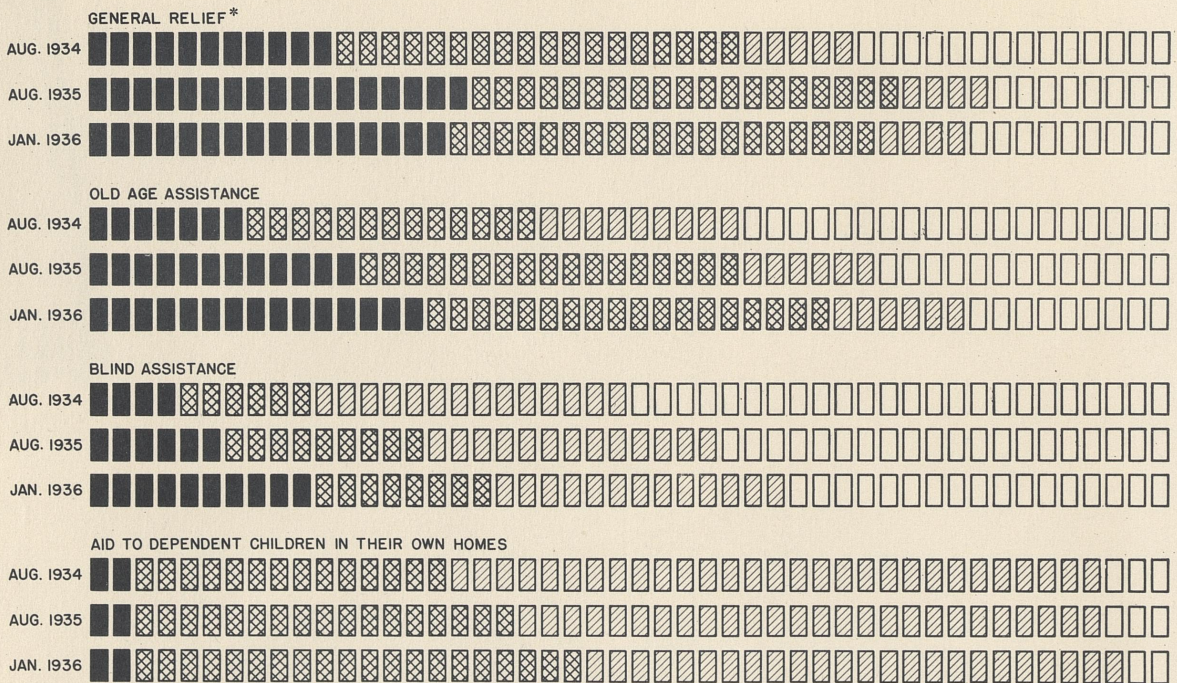 GENERAL RELIEF*
AUG. 1934
AUG. 1935
JAN. 1936
OLD AGE ASSISTANCE
AUG. 1934
AUG. 1935
JAN. 1936
BLIND ASSISTANCE
AUG. 1934
AUG. 1935
JAN. 1936
AID TO DEPENDENT CHILDREN IN THEIR OWN HOMES
AUG. 1934
AUG. 1935
JAN. 1936